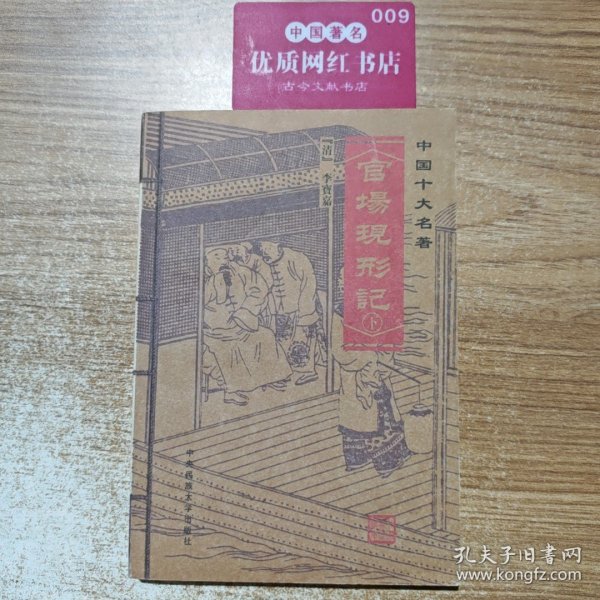 009
中国著名
优质网红书店
古今文献书店
中国十大名著
官場現形記
下
『清』 李寶嘉
中央民族大学出版社
孔夫子旧书网
www.kongfz.com